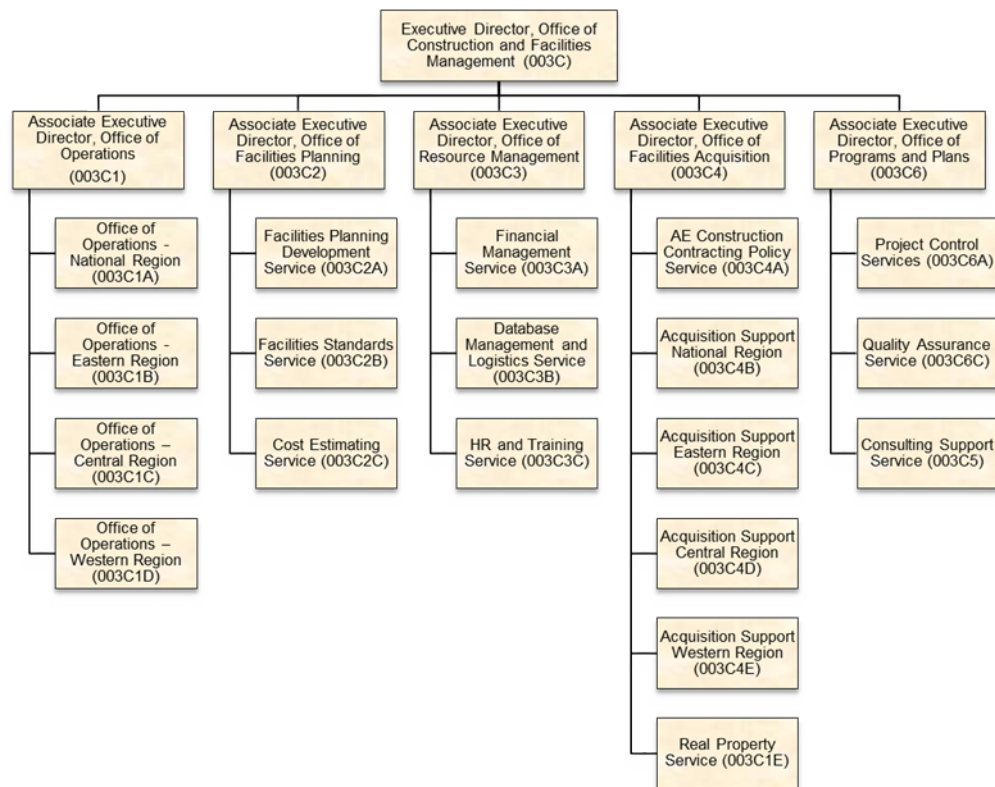 Executive Director, Office of
Construction and Facilities
Management (003C)
Associate Executive
Director, Office of
Operations
(003C1)
Office of
Operations -
National Region
(003C1A)
Office of
Operations -
Eastern Region
(003C1B)
Office of
Operations –
Central Region
(003C1C)
Office of
Operations –
Western Region
(003C1D)
Associate Executive
Director, Office of
Facilities Planning
(003C2)
Facilities Planning
Development
Service (003C2A)
Facilities Standards
Service (003C2B)
Cost Estimating
Service (003C2C)
Associate Executive
Director, Office of
Resource Management
(003C3)
Financial
Management
Service (003C3A)
Database
Management and
Logistics Service
(003C3B)
HR and Training
Service (003C3C)
Associate Executive
Director, Office of
Facilities Acquisition
(003C4)
AE Construction
Contracting Policy
Service (003C4A)
Acquisition Support
National Region
(003C4B)
Acquisition Support
Eastern Region
(003C4C)
Acquisition Support
Central Region
(003C4D)
Acquisition Support
Western Region
(003C4E)
Real Property
Service (003C1E)
Associate Executive
Director, Office of
Programs and Plans
(003C6)
Project Control
Services (003C6A)
Quality Assurance
Service (003C6C)
Consulting Support
Service (003C5)